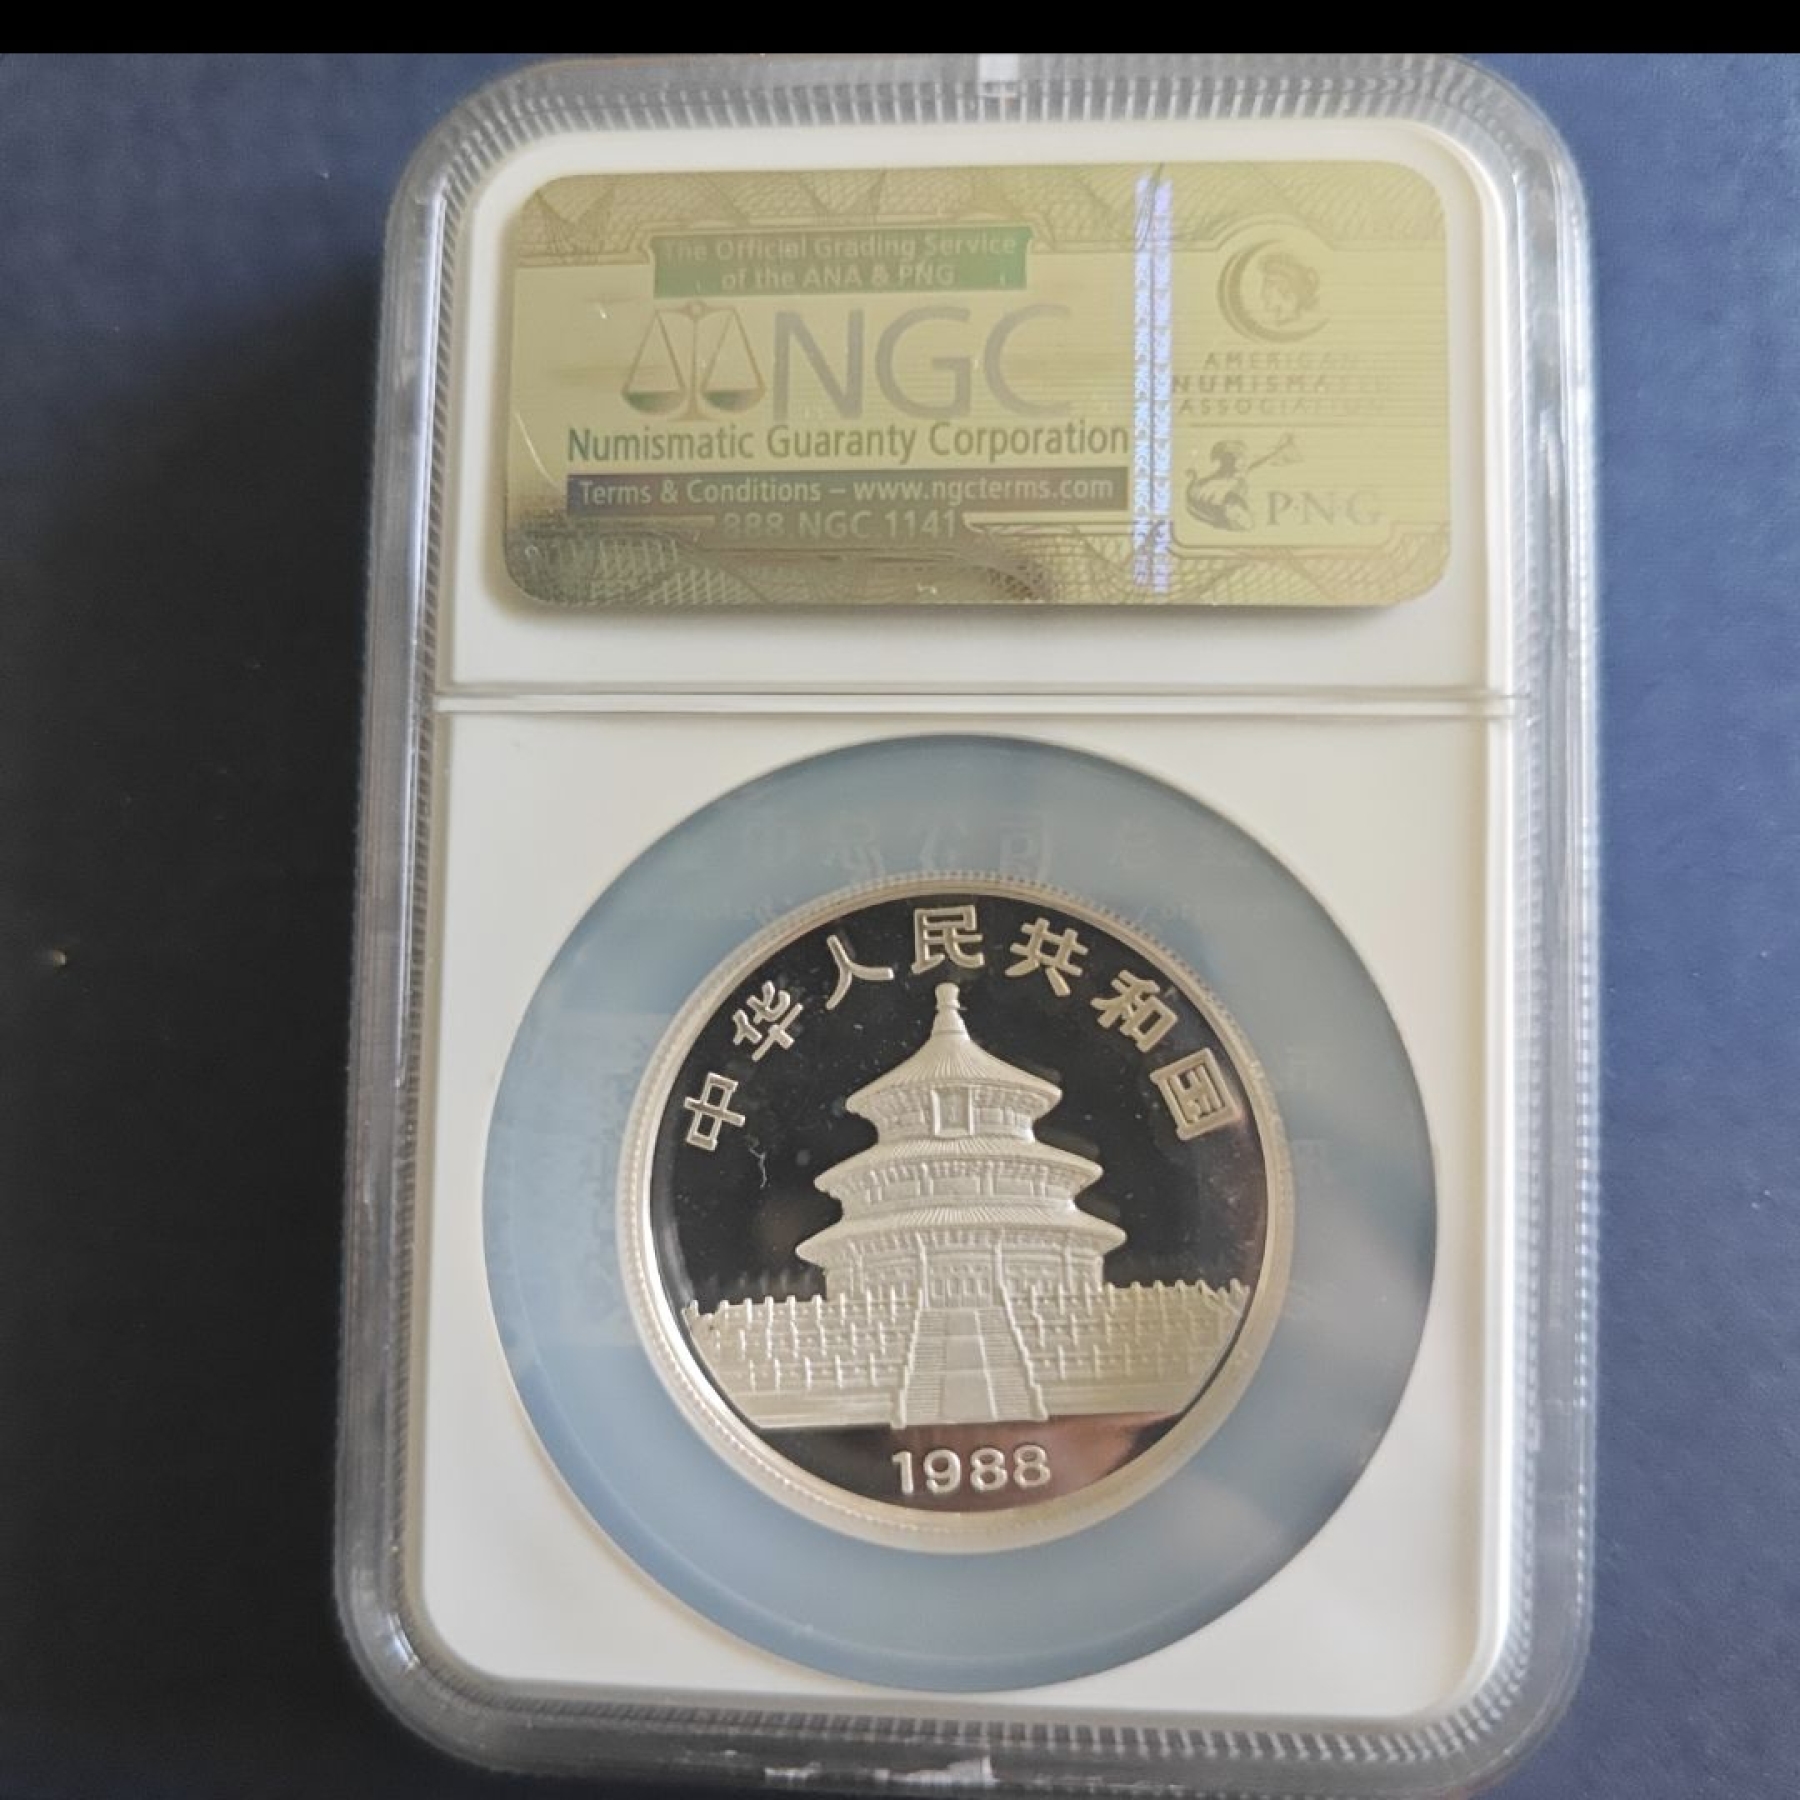 The Official Grading Service
of the ANA & PNG
NGC
Numismatic Guaranty Corporation
Terms & Conditions – www.ngcterms.com
888 NGC 1141
AMERICAN
NUMISMATIC
ASSOCIATION
P·N·G
中华人民共和国
1988